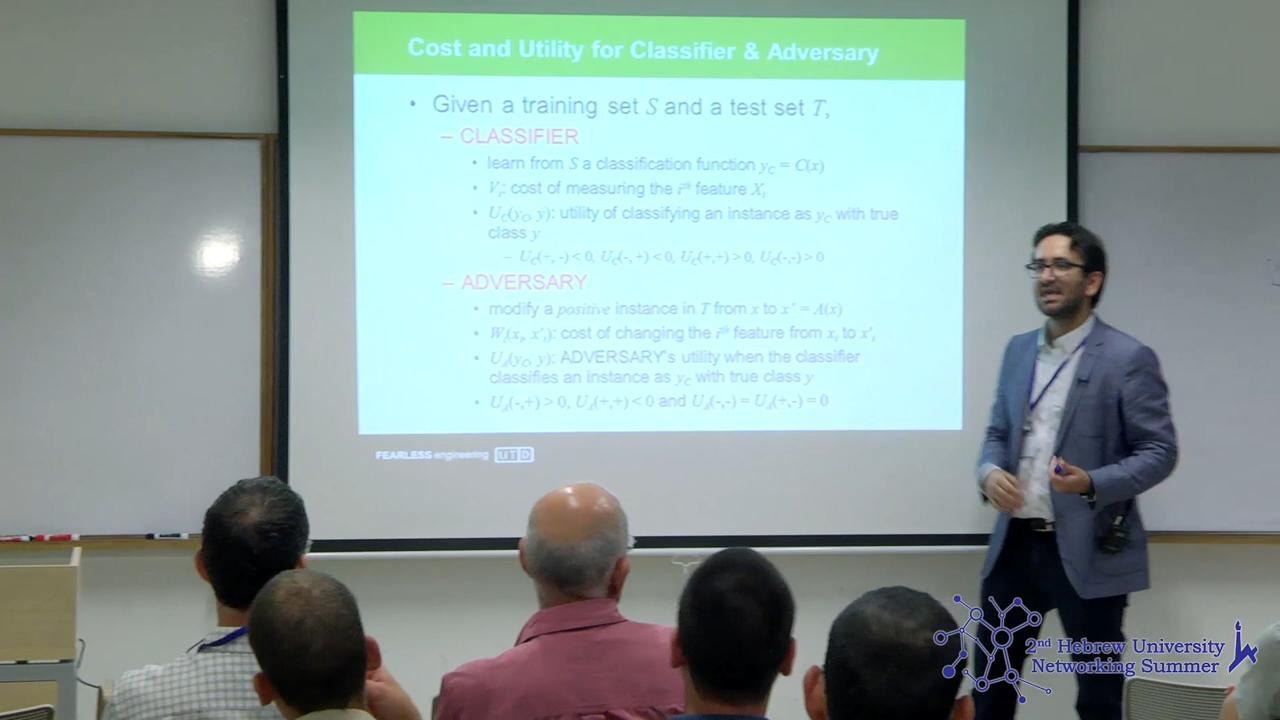 Cost and Utility for Classifier & Adversary
• Given a training set S and a test set T,
– CLASSIFIER
• learn from S a classification function y_C = C(x)
• V_i: cost of measuring the i^th feature X_i
• U_C(y_C, y): utility of classifying an instance as y_C with true
class y
– U_C(+, -) < 0, U_C(-, +) < 0, U_C(+,+) > 0, U_C(-,-) > 0
– ADVERSARY
• modify a positive instance in T from x to x' = A(x)
• W_i(x_i, x'_i): cost of changing the i^th feature from x_i to x'_i
• U_A(y_C, y): ADVERSARY's utility when the classifier
classifies an instance as y_C with true class y
• U_A(-,+) > 0, U_A(+,+) < 0 and U_A(-,-) = U_A(+,-) = 0
FEARLESS engineering UTD
2nd Hebrew University
Networking Summer